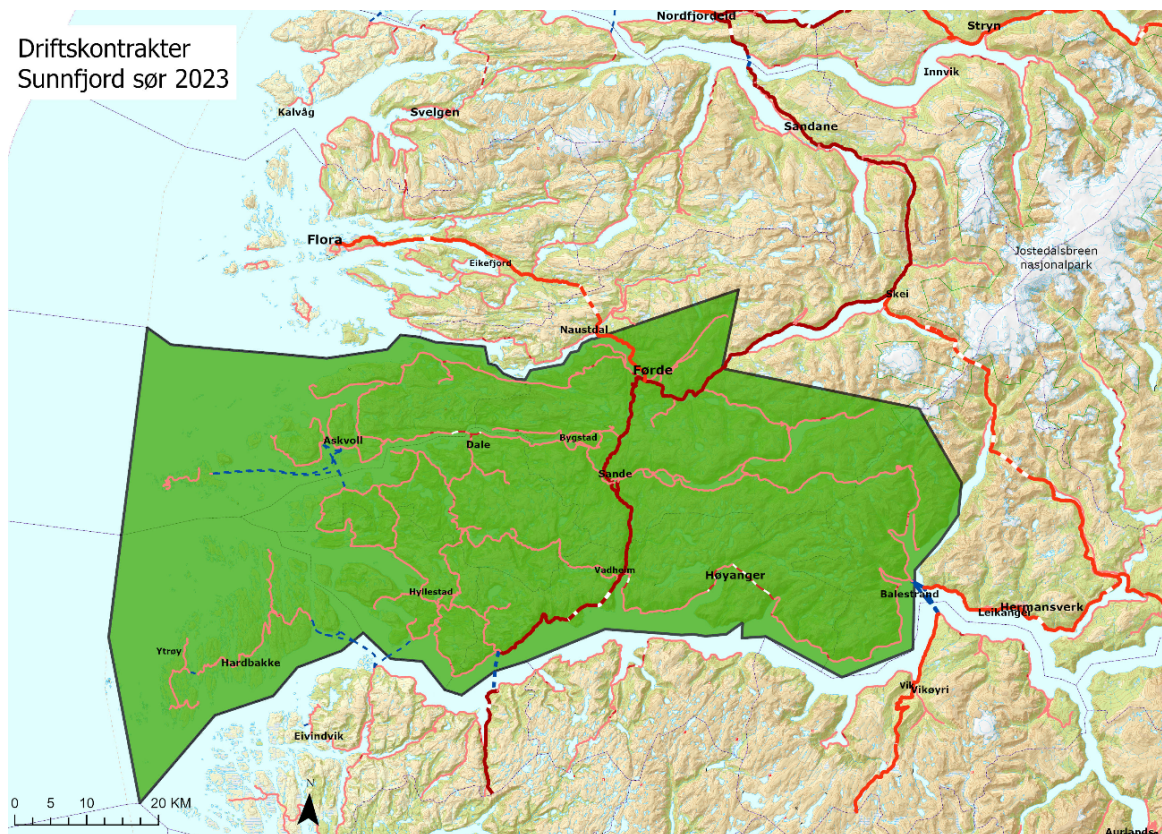 Driftskontrakter
Sunnfjord sør 2023
Nordfjordeid
Stryn
Innvik
Kalvåg
Svelgen
Sandane
Flora
Eikefjord
Jostedalsbreen
nasjonalpark
Skei
Naustdal
Førde
Askvoll
Dale
Bygstad
Sande
Vadheim
Høyanger
Hyllestad
Balestrand
Leikanger
Hermansverk
Ytrøy
Hardbakke
Vik
Vikøyri
Eivindvik
N
0 5 10 20 KM
Aurlands-